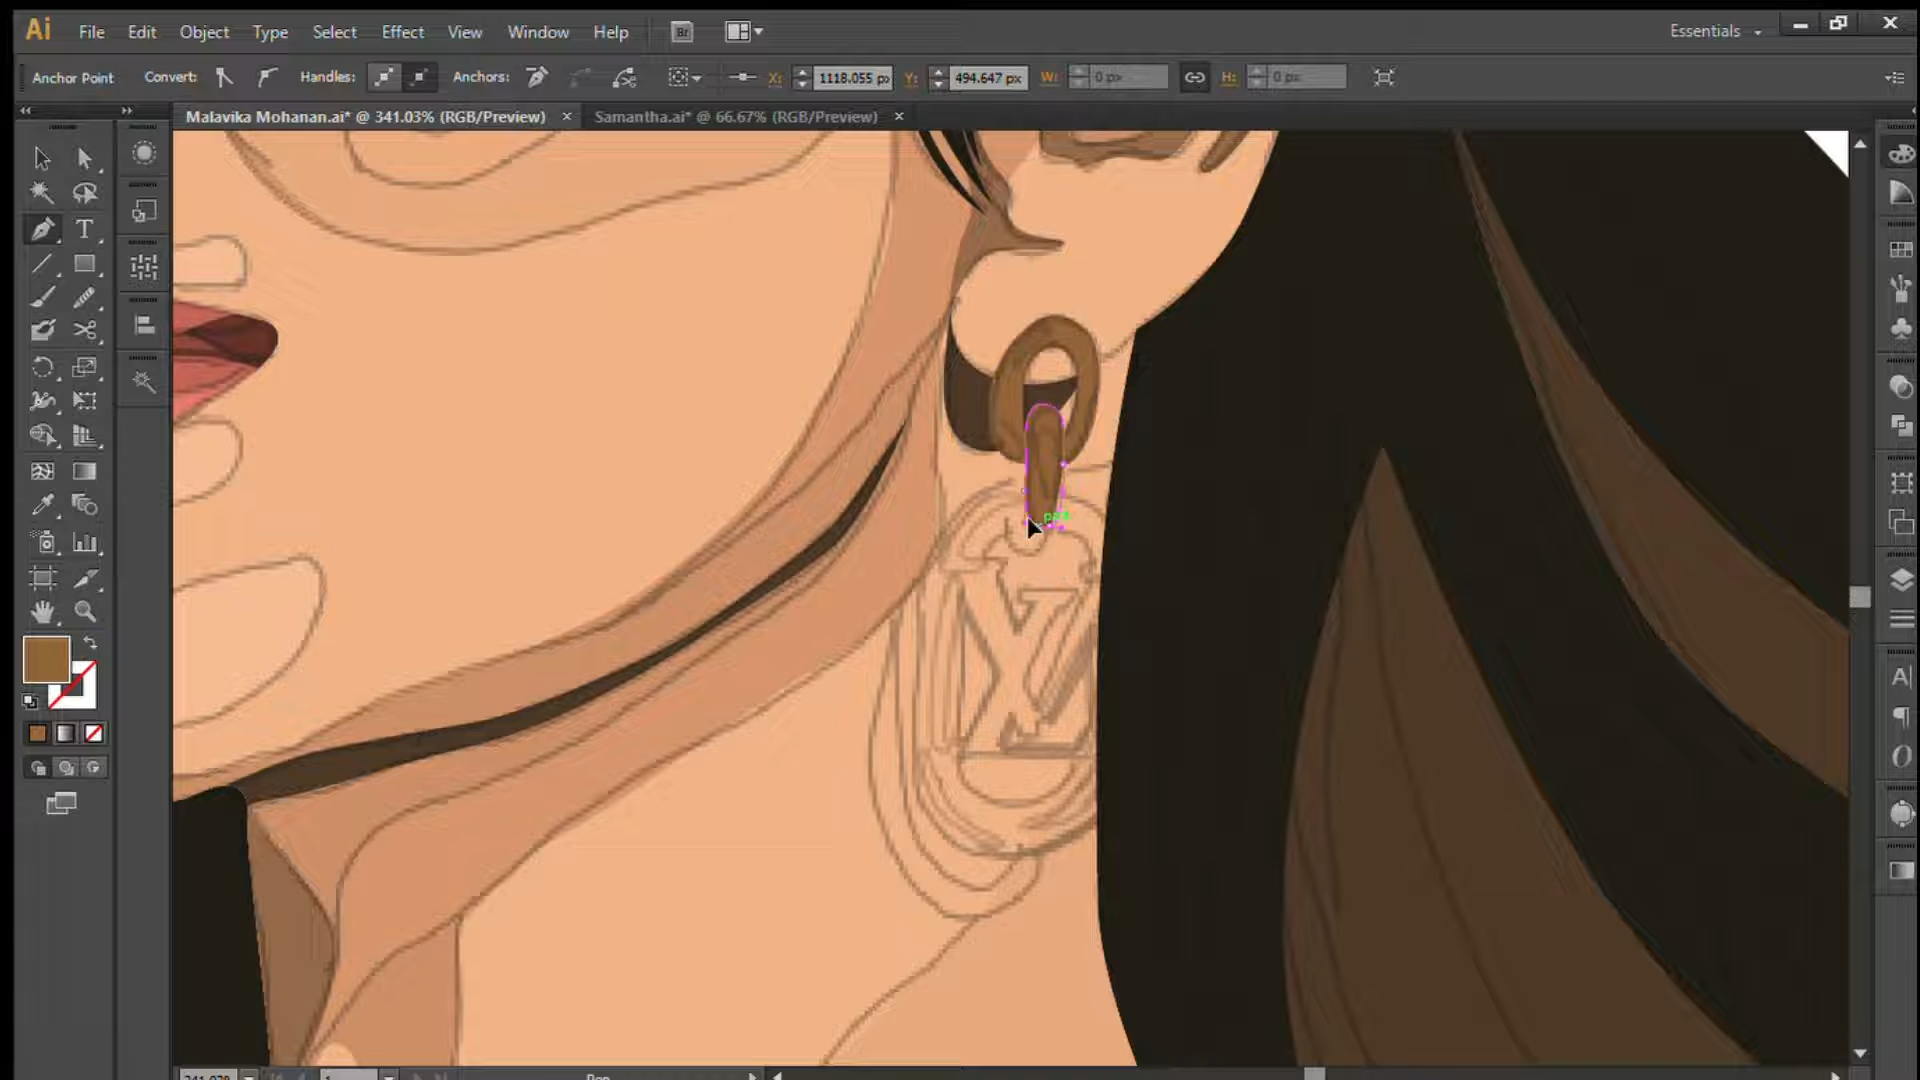 Ai File Edit Object Type Select Effect View Window Help Br Essentials
Anchor Point Convert: Handles: Anchors: X: 1118.055 px Y: 494.647 px W: 0 px H: 0 px
Malavika Mohanan.ai* @ 341.03% (RGB/Preview) × Samantha.ai* @ 66.67% (RGB/Preview) ×